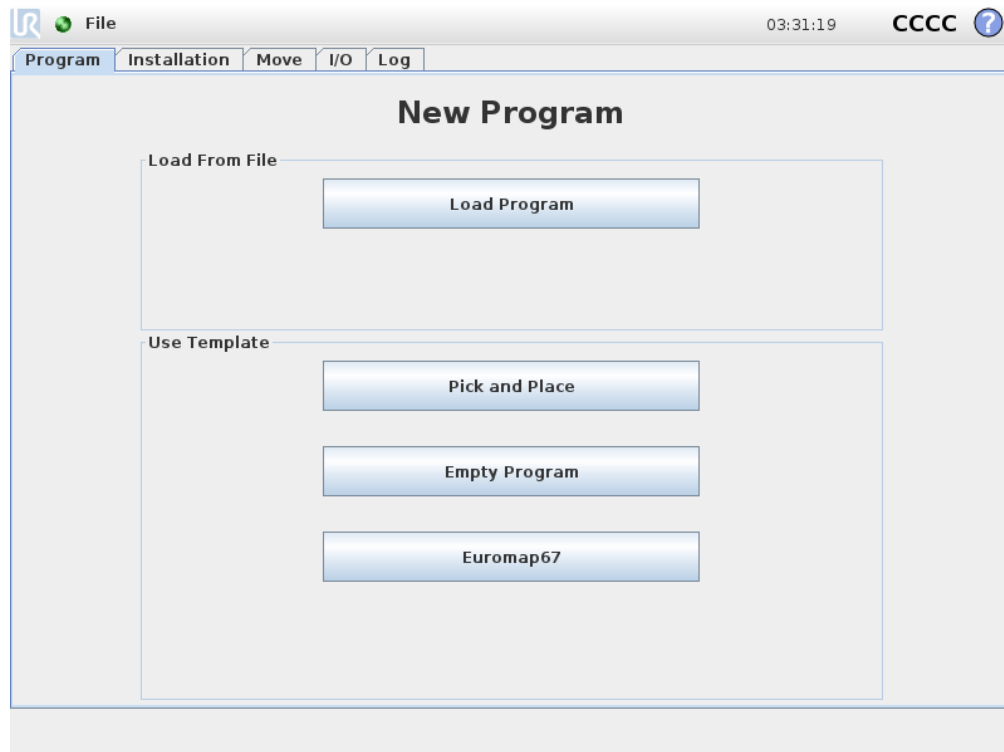 UR File 03:31:19 CCCC ?
Program Installation Move I/O Log
New Program
Load From File
Load Program
Use Template
Pick and Place
Empty Program
Euromap67